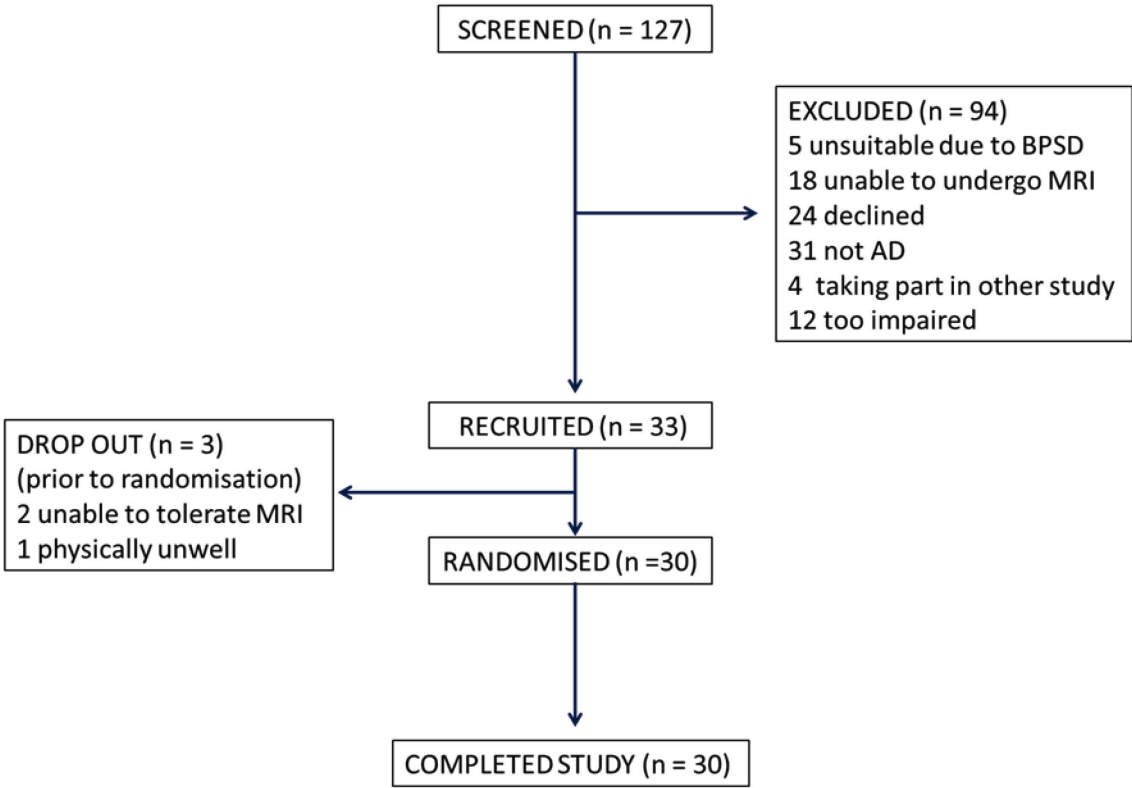 SCREENED (n = 127)
EXCLUDED (n = 94)
5 unsuitable due to BPSD
18 unable to undergo MRI
24 declined
31 not AD
4  taking part in other study
12 too impaired
RECRUITED (n = 33)
DROP OUT (n = 3)
(prior to randomisation)
2 unable to tolerate MRI
1 physically unwell
RANDOMISED (n =30)
COMPLETED STUDY (n = 30)